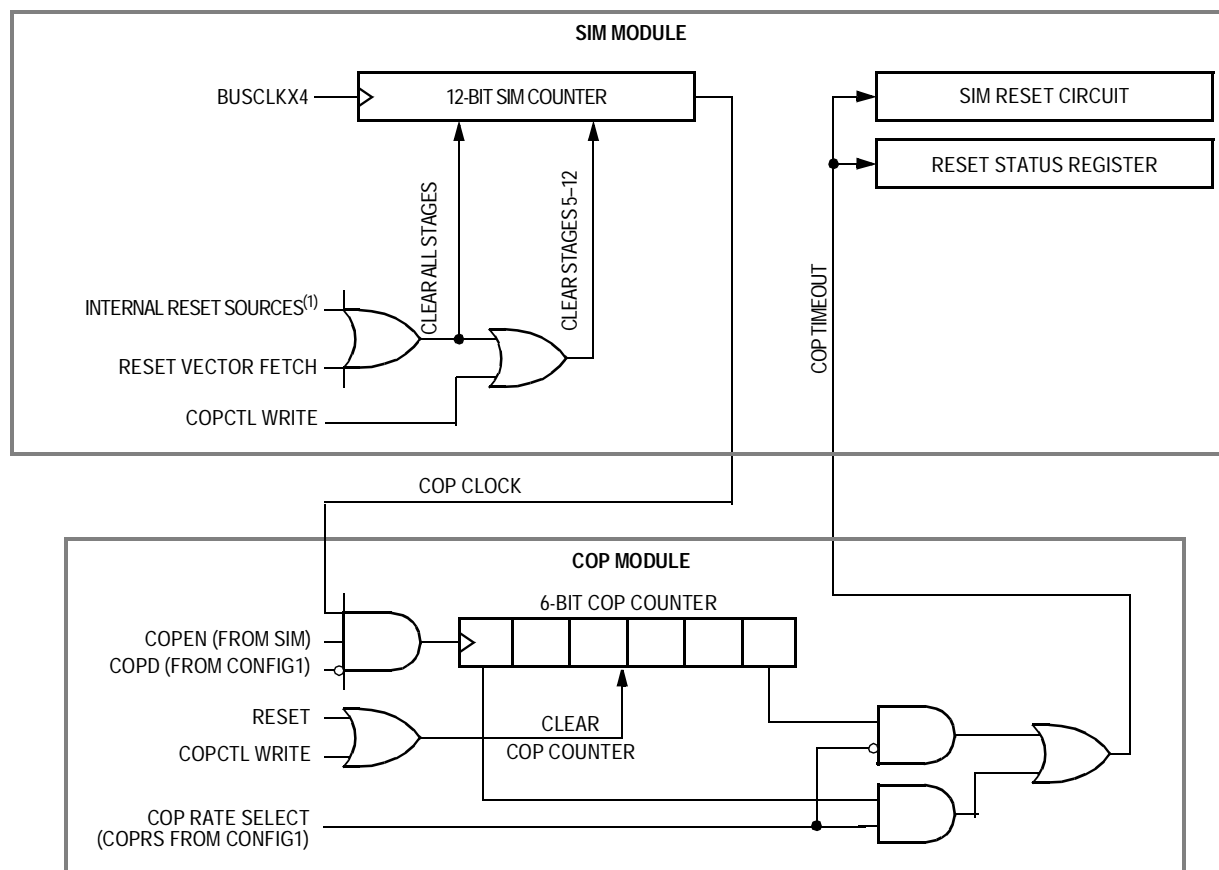 SIM MODULE
BUSCLKX4
12-BIT SIM COUNTER
SIM RESET CIRCUIT
RESET STATUS REGISTER
CLEAR ALL STAGES
CLEAR STAGES 5–12
COP TIMEOUT
INTERNAL RESET SOURCES(1)
RESET VECTOR FETCH
COPCTL WRITE
COP CLOCK
COP MODULE
6-BIT COP COUNTER
COPEN (FROM SIM)
COPD (FROM CONFIG1)
RESET
COPCTL WRITE
CLEAR
COP COUNTER
COP RATE SELECT
(COPRS FROM CONFIG1)